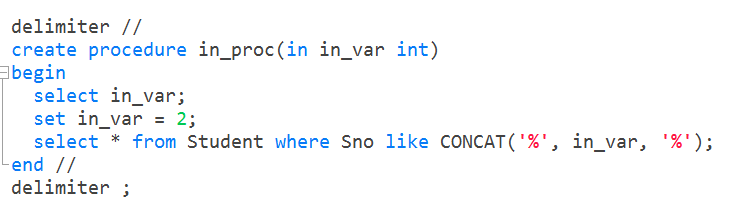 delimiter //
create procedure in_proc(in in_var int)
begin
  select in_var;
  set in_var = 2;
  select * from Student where Sno like CONCAT('%', in_var, '%');
end //
delimiter ;